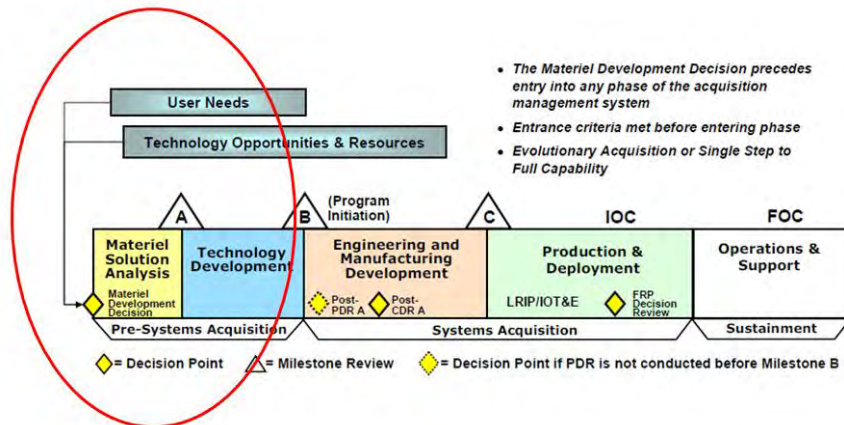 • The Materiel Development Decision precedes
entry into any phase of the acquisition
management system
• Entrance criteria met before entering phase
• Evolutionary Acquisition or Single Step to
Full Capability
User Needs
Technology Opportunities & Resources
A
B
(Program
Initiation)
C
IOC
FOC
Materiel
Solution
Analysis
Technology
Development
Engineering and
Manufacturing
Development
Production &
Deployment
Operations &
Support
Materiel
Development
Decision
Post-
PDR A
Post-
CDR A
LRIP/IOT&E
FRP
Decision
Review
Pre-Systems Acquisition
Systems Acquisition
Sustainment
= Decision Point
= Milestone Review
= Decision Point if PDR is not conducted before Milestone B